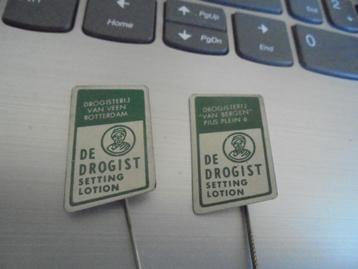 Home
PgUp
PgDn
End
0
DROGISTERIJ
VAN VEEN
ROTTERDAM
DE
DROGIST
SETTING
LOTION
DROGISTERIJ
"VAN BERGEN"
PIUS PLEIN 6
DE
DROGIST
SETTING
LOTION